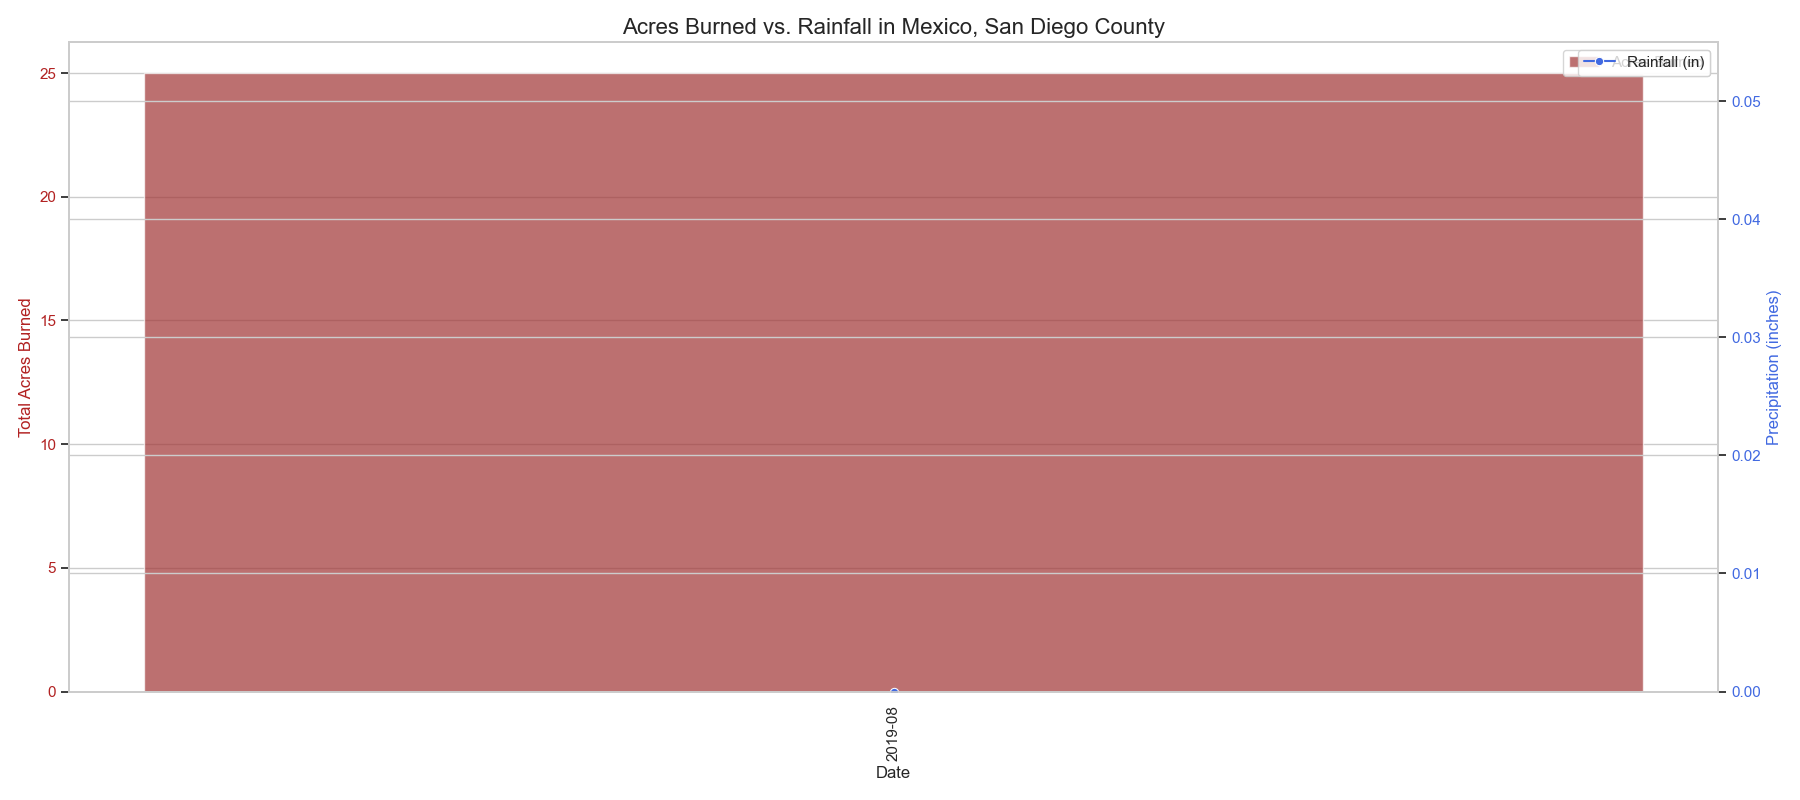 Acres Burned vs. Rainfall in Mexico, San Diego County
Rainfall (in)
25
20
15
10
5
0
Total Acres Burned
0.05
0.04
0.03
0.02
0.01
0.00
Precipitation (inches)
2019-08
Date